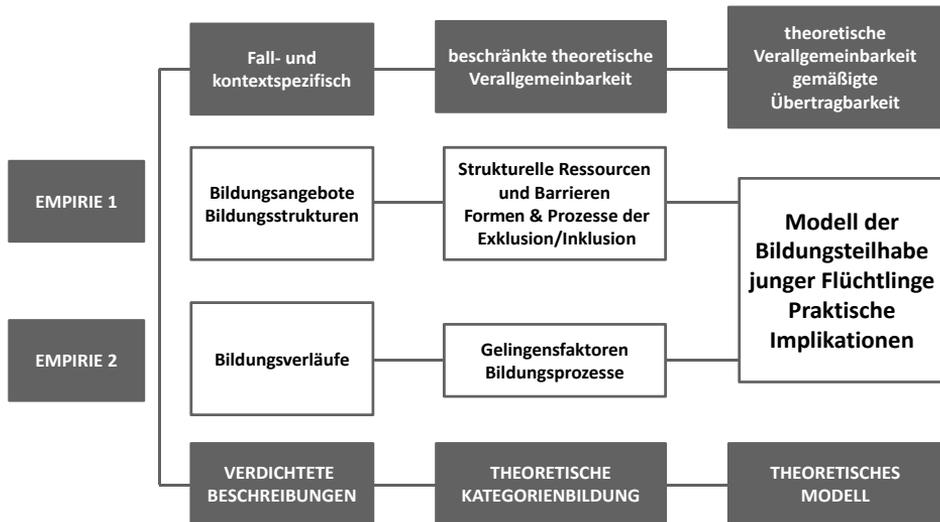 Fall- und
kontextspezifisch
beschränkte theoretische
Verallgemeinbarkeit
theoretische
Verallgemeinbarkeit
gemäßigte
Übertragbarkeit
EMPIRIE 1
Bildungsangebote
Bildungsstrukturen
Strukturelle Ressourcen
und Barrieren
Formen & Prozesse der
Exklusion/Inklusion
Modell der
Bildungsteilhabe
junger Flüchtlinge
Praktische
Implikationen
EMPIRIE 2
Bildungsverläufe
Gelingensfaktoren
Bildungsprozesse
VERDICHTETE
BESCHREIBUNGEN
THEORETISCHE
KATEGORIENBILDUNG
THEORETISCHES
MODELL